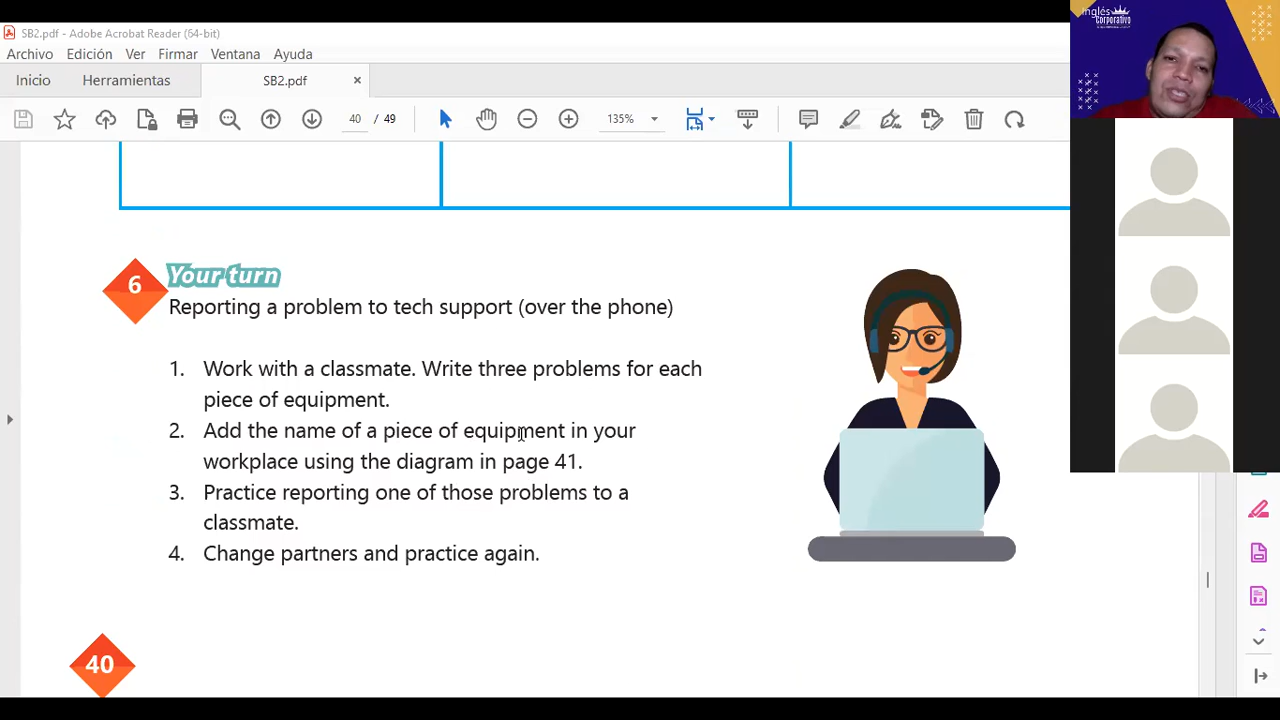 SB2.pdf - Adobe Acrobat Reader (64-bit)
Archivo Edición Ver Firmar Ventana Ayuda
Inicio Herramientas SB2.pdf ×
40 / 49 135%
Inglés
Corporativo
6 Your turn
Reporting a problem to tech support (over the phone)
1. Work with a classmate. Write three problems for each
piece of equipment.
2. Add the name of a piece of equipment in your
workplace using the diagram in page 41.
3. Practice reporting one of those problems to a
classmate.
4. Change partners and practice again.
40